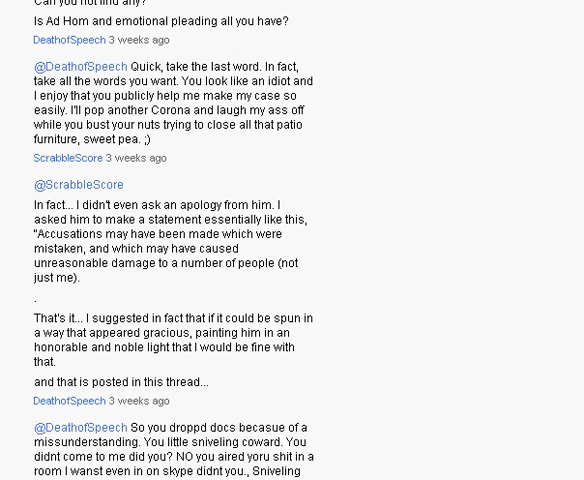 Can you not find any?
Is Ad Hom and emotional pleading all you have?
DeathofSpeech 3 weeks ago
@DeathofSpeech Quick, take the last word. In fact,
take all the words you want. You look like an idiot and
I enjoy that you publicly help me make my case so
easily. I'll pop another Corona and laugh my ass off
while you bust your nuts trying to close all that patio
furniture, sweet pea. ;)
ScrabbleScore 3 weeks ago
@ScrabbleScore
In fact... I didn't even ask an apology from him. I
asked him to make a statement essentially like this,
"Accusations may have been made which were
mistaken, and which may have caused
unreasonable damage to a number of people (not
just me).
.
That's it... I suggested in fact that if it could be spun in
a way that appeared gracious, painting him in an
honorable and noble light that I would be fine with
that.
and that is posted in this thread...
DeathofSpeech 3 weeks ago
@DeathofSpeech So you droppd docs becasue of a
missunderstanding. You little sniveling coward. You
didnt come to me did you? NO you aired yoru shit in a
room I wanst even in on skype didnt you., Sniveling